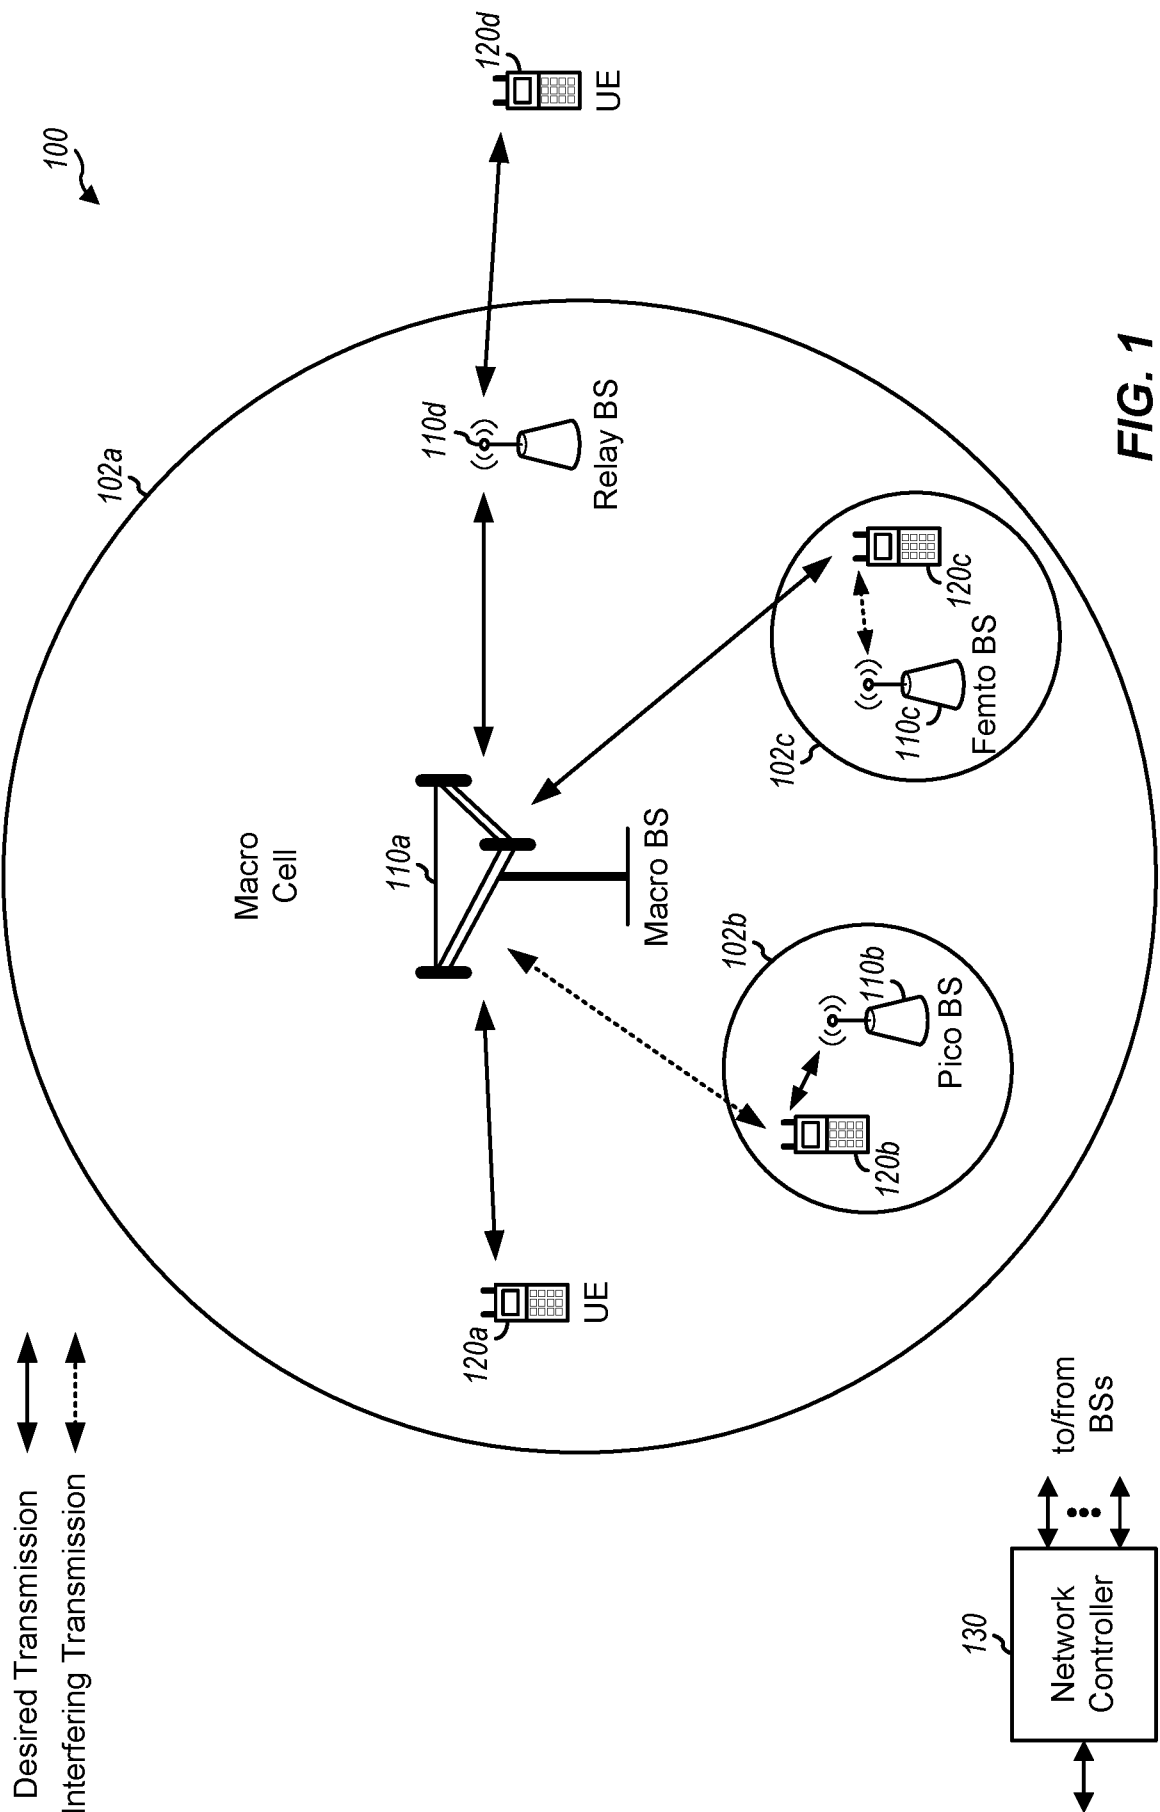 Desired Transmission
Interfering Transmission
100
102a
Macro
Cell
110a
120a
UE
110d
Relay BS
120d
UE
Macro BS
102b
120b
110b
Pico BS
102c
110c
Femto BS
120c
130
Network
Controller
to/from
BSs
FIG. 1